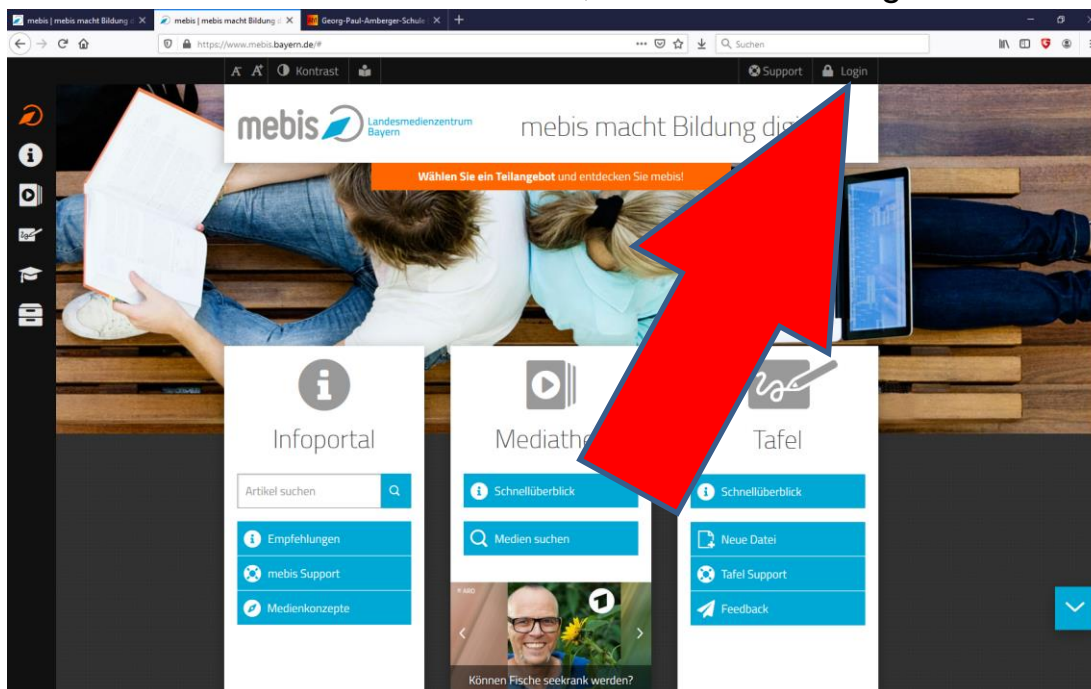 mebis | mebis macht Bildung
mebis | mebis macht Bildung
Georg-Paul-Amberger-Schule
https://www.mebis.bayern.de/#
Suchen
A- A+ Kontrast
Support Login
mebis Landesmedienzentrum
Bayern
mebis macht Bildung
Wählen Sie ein Teilangebot und entdecken Sie mebis!
Infoportal
Artikel suchen
Empfehlungen
mebis Support
Medienkonzepte
Schnellüberblick
Medien suchen
ARD
Können Fische seekrank werden?
Tafel
Schnellüberblick
Neue Datei
Tafel Support
Feedback